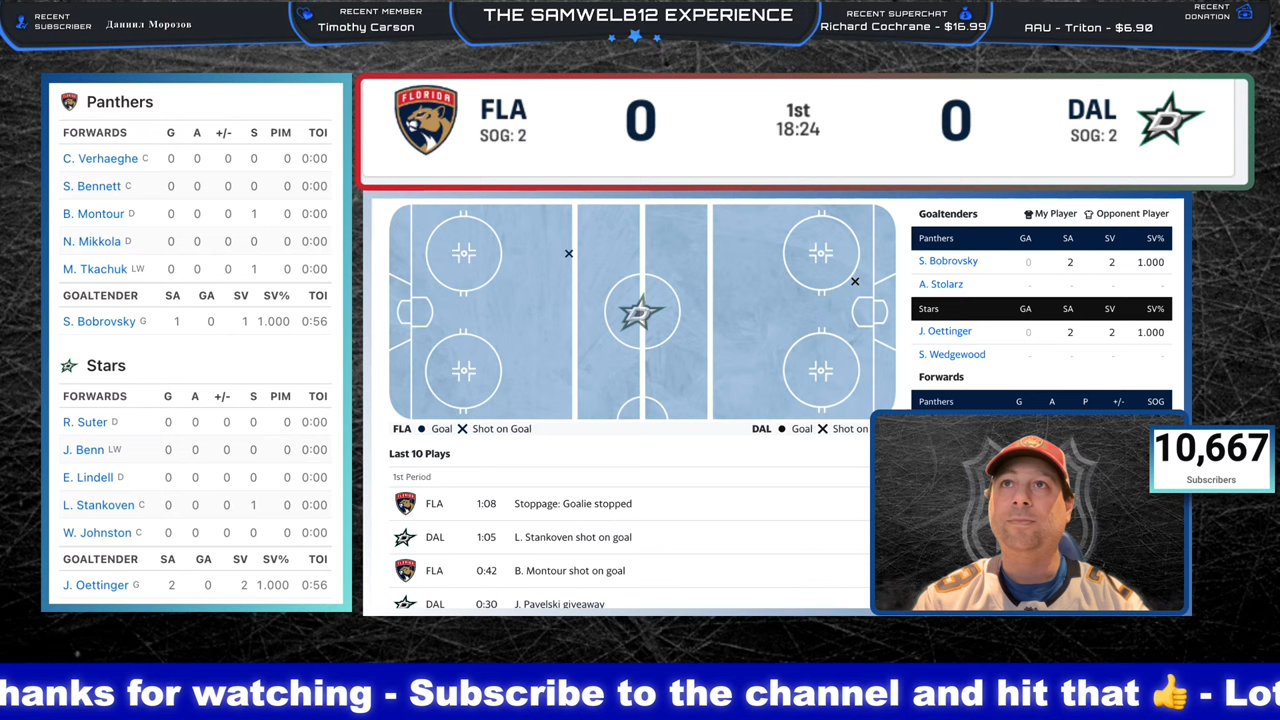 RECENT SUBSCRIBER
Даниил Морозов
RECENT MEMBER
Timothy Carson
THE SAMWELB12 EXPERIENCE
RECENT SUPERCHAT
Richard Cochrane - $16.99
RECENT DONATION
AAU - Triton - $6.90
Panthers
FORWARDS G A +/- S PIM TOI
C. Verhaeghe C 0 0 0 0 0 0:00
S. Bennett C 0 0 0 0 0 0:00
B. Montour D 0 0 0 1 0 0:00
N. Mikkola D 0 0 0 0 0 0:00
M. Tkachuk LW 0 0 0 1 0 0:00
GOALTENDER SA GA SV SV% TOI
S. Bobrovsky G 1 0 1 1.000 0:56
Stars
FORWARDS G A +/- S PIM TOI
R. Suter D 0 0 0 0 0 0:00
J. Benn LW 0 0 0 0 0 0:00
E. Lindell D 0 0 0 0 0 0:00
L. Stankoven C 0 0 0 1 0 0:00
W. Johnston C 0 0 0 0 0 0:00
GOALTENDER SA GA SV SV% TOI
J. Oettinger G 2 0 2 1.000 0:56
FLORIDA
FLA
SOG: 2
0
1st
18:24
0
DAL
SOG: 2
FLA Goal Shot on Goal
DAL Goal Shot on
Last 10 Plays
1st Period
FLA 1:08 Stoppage: Goalie stopped
DAL 1:05 L. Stankoven shot on goal
FLA 0:42 B. Montour shot on goal
DAL 0:30 J. Pavelski giveaway
Goaltenders My Player Opponent Player
Panthers GA SA SV SV%
S. Bobrovsky 0 2 2 1.000
A. Stolarz - - - -
Stars GA SA SV SV%
J. Oettinger 0 2 2 1.000
S. Wedgewood - - - -
Forwards
Panthers G A P +/- SOG
10,667
Subscribers
hanks for watching - Subscribe to the channel and hit that 👍 - Lot